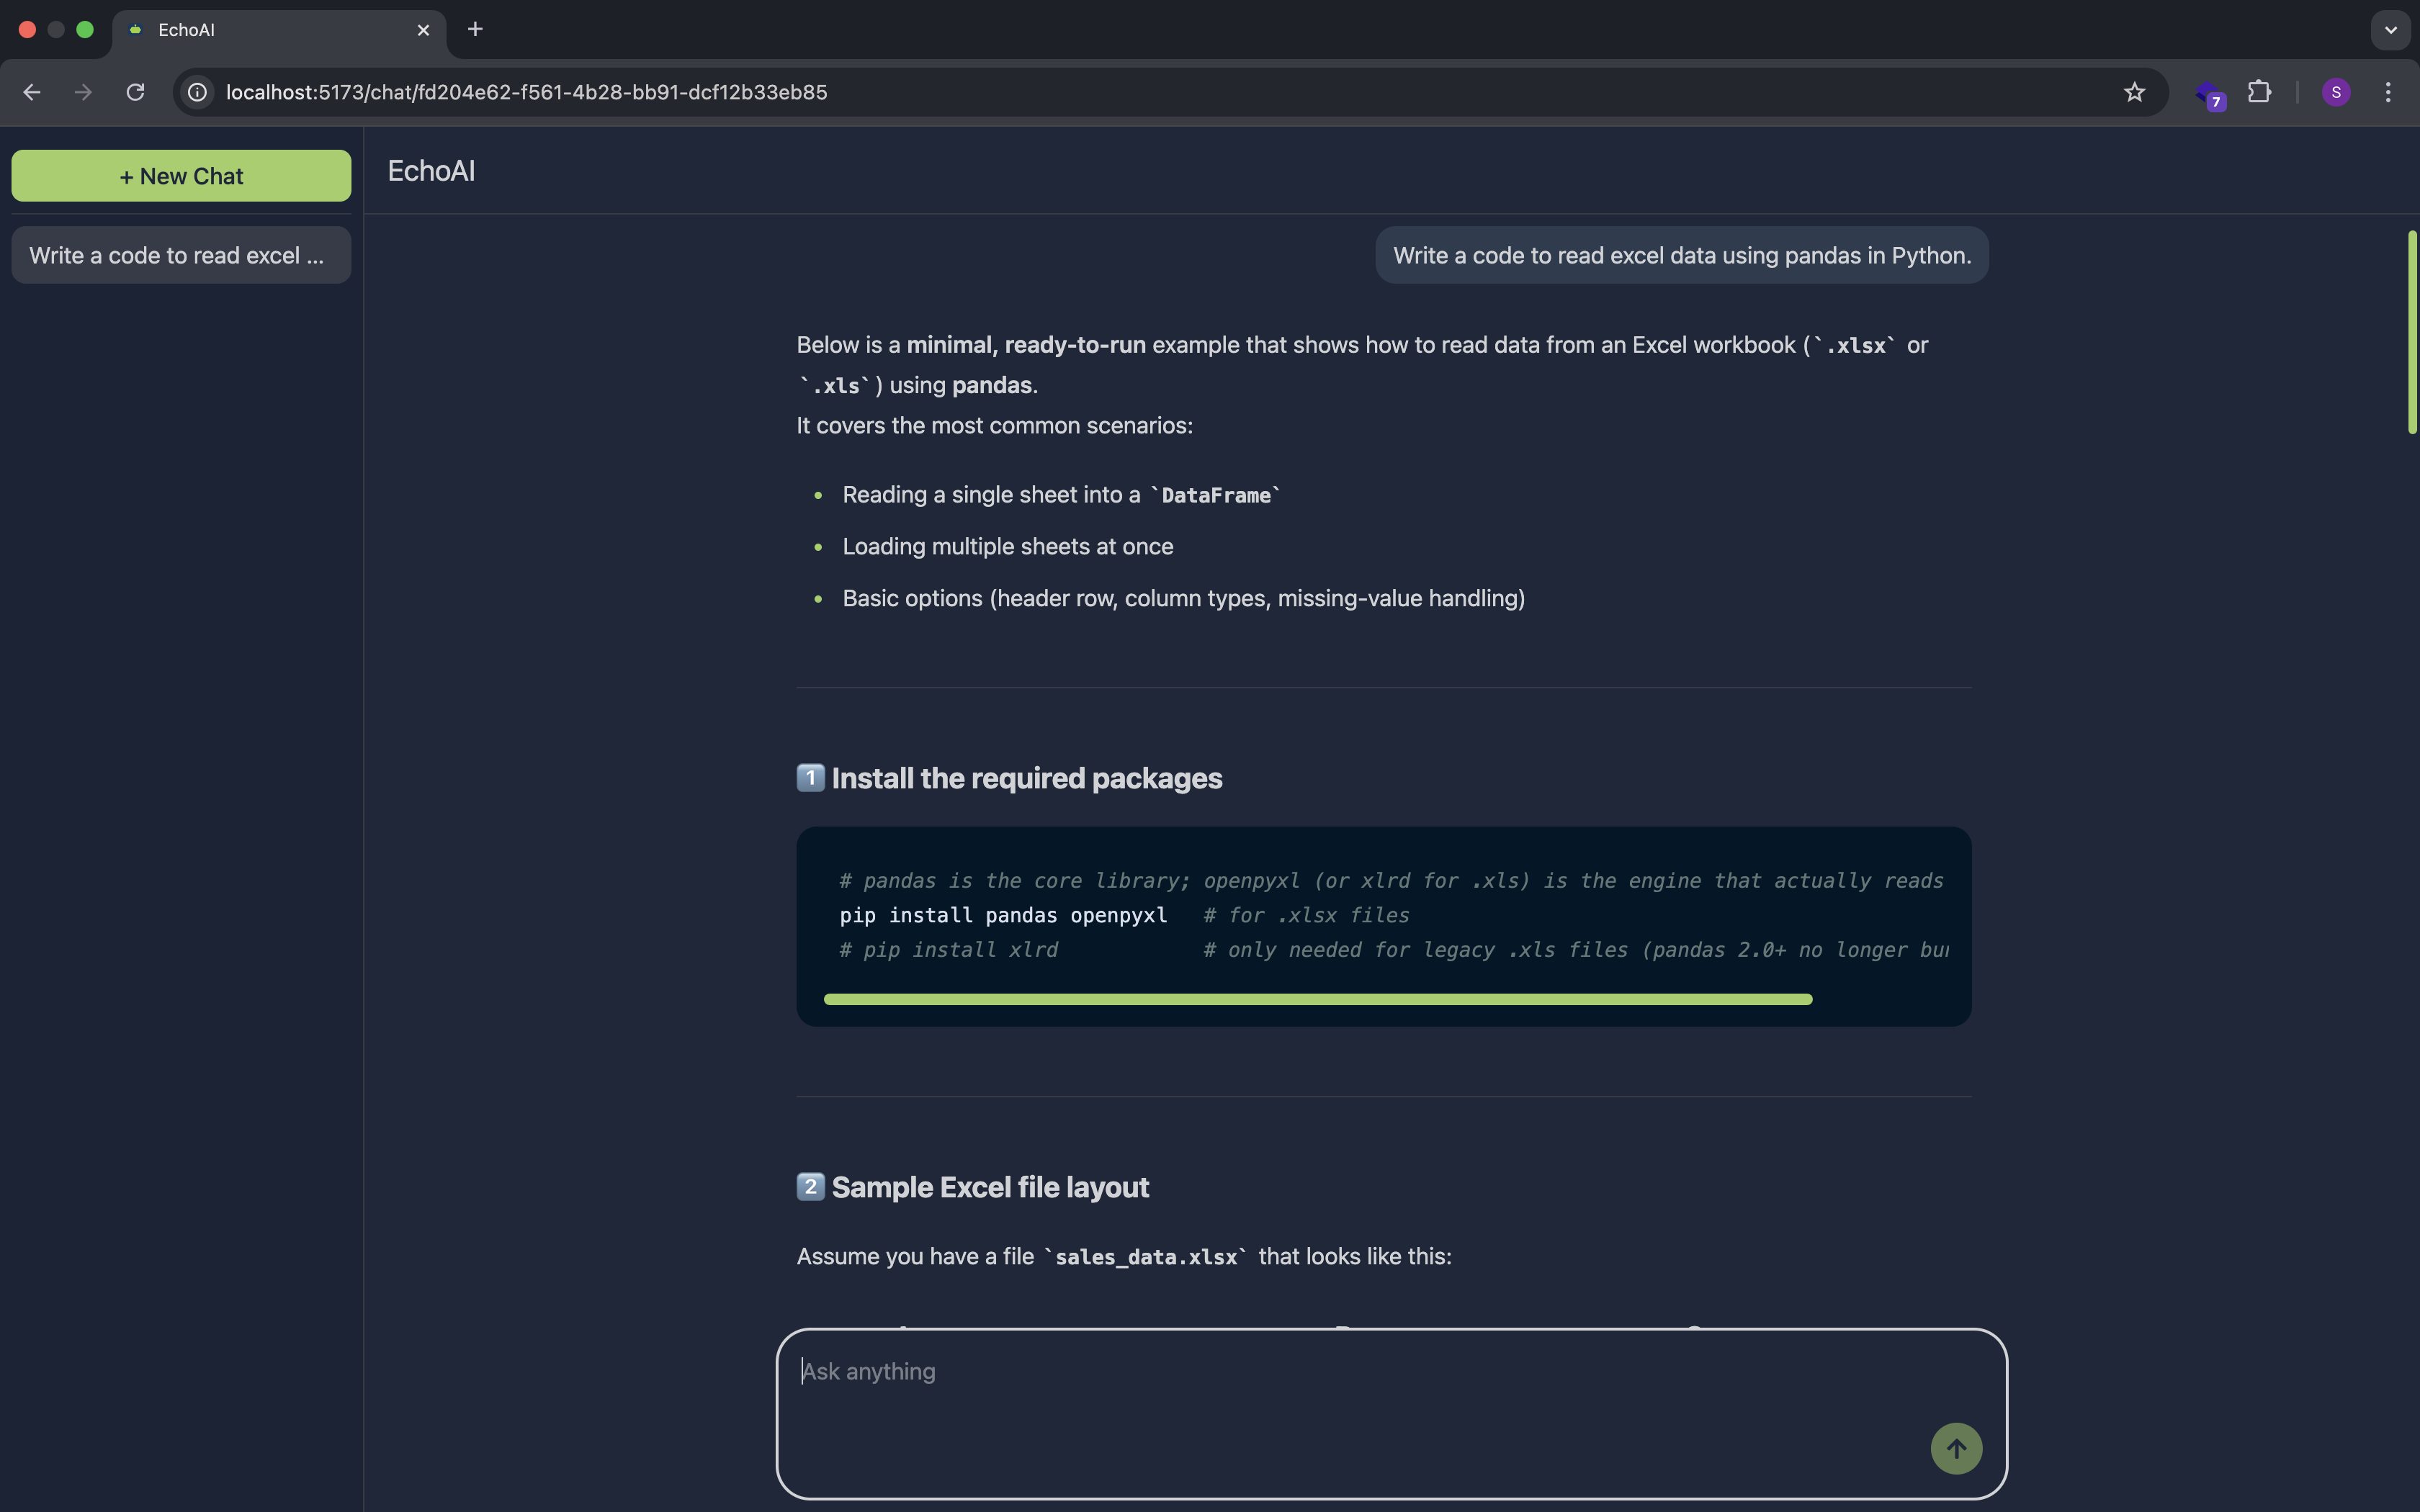 EchoAI
localhost:5173/chat/fd204e62-f561-4b28-bb91-dcf12b33eb85
7
S
+ New Chat
EchoAI
Write a code to read excel ...
Write a code to read excel data using pandas in Python.
Below is a minimal, ready-to-run example that shows how to read data from an Excel workbook (`.xlsx` or
`.xls`) using pandas.
It covers the most common scenarios:
• Reading a single sheet into a `DataFrame`
• Loading multiple sheets at once
• Basic options (header row, column types, missing-value handling)
1 Install the required packages
# pandas is the core library; openpyxl (or xlrd for .xls) is the engine that actually reads
pip install pandas openpyxl   # for .xlsx files
# pip install xlrd            # only needed for legacy .xls files (pandas 2.0+ no longer
2 Sample Excel file layout
Assume you have a file `sales_data.xlsx` that looks like this:
Ask anything